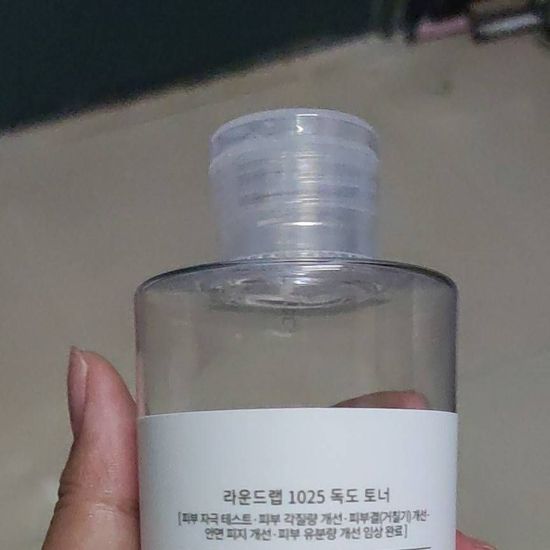 라운드랩 1025 독도 토너
[피부 자극 테스트·피부 각질량 개선·피부결(거칠기)개선·
안면 피지 개선·피부 유분량 개선 임상 완료]